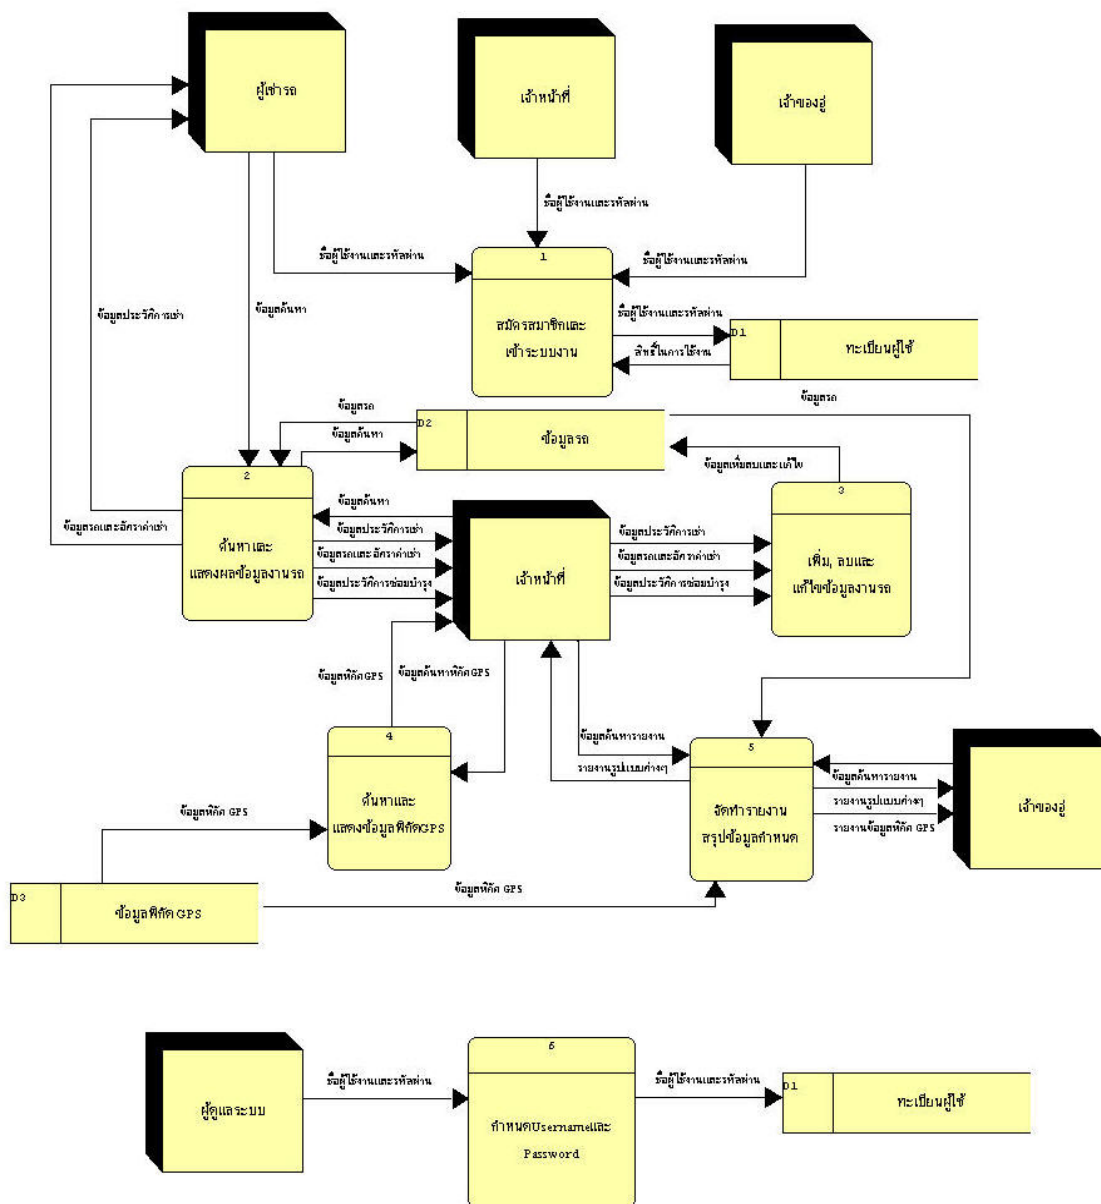 ผู้เช่ารถ
เจ้าหน้าที่
เจ้าของอู่
ชื่อผู้ใช้งานและรหัสผ่าน
ชื่อผู้ใช้งานและรหัสผ่าน
ชื่อผู้ใช้งานและรหัสผ่าน
1
สมัครสมาชิกและ
เข้าระบบงาน
ข้อมูลประวัติการเช่า
ข้อมูลค้นหา
ชื่อผู้ใช้งานและรหัสผ่าน
สิทธิ์ในการใช้งาน
D1
ทะเบียนผู้ใช้
ข้อมูลรถ
ข้อมูลรถ
ข้อมูลค้นหา
D2
ข้อมูลรถ
ข้อมูลเพิ่มลบและแก้ไข
2
ค้นหาและ
แสดงผลข้อมูลงานรถ
ข้อมูลรถและอัตราค่าเช่า
ข้อมูลค้นหา
ข้อมูลประวัติการเช่า
ข้อมูลรถและอัตราค่าเช่า
ข้อมูลประวัติการซ่อมบำรุง
เจ้าหน้าที่
ข้อมูลประวัติการเช่า
ข้อมูลรถและอัตราค่าเช่า
ข้อมูลประวัติการซ่อมบำรุง
3
เพิ่ม, ลบและ
แก้ไขข้อมูลงานรถ
ข้อมูลพิกัดGPS
ข้อมูลค้นหาพิกัดGPS
4
ค้นหาและ
แสดงข้อมูลพิกัดGPS
ข้อมูลค้นหารายงาน
รายงานรูปแบบต่างๆ
5
จัดทำรายงาน
สรุปข้อมูลกำหนด
ข้อมูลค้นหารายงาน
รายงานรูปแบบต่างๆ
รายงานข้อมูลพิกัด GPS
เจ้าของอู่
ข้อมูลพิกัด GPS
ข้อมูลพิกัด GPS
D3
ข้อมูลพิกัด GPS
ผู้ดูแลระบบ
ชื่อผู้ใช้งานและรหัสผ่าน
6
กำหนดUsernameและ
Password
ชื่อผู้ใช้งานและรหัสผ่าน
D1
ทะเบียนผู้ใช้